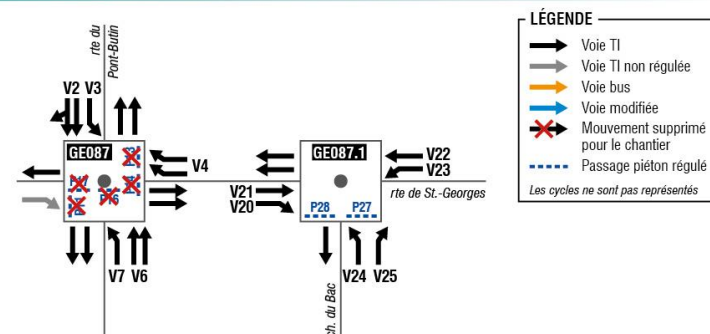 rte du
Pont-Butin
V2 V3
GE087
V4
V7 V6
GE087.1
V22
V23
V21
V20
rte de St.-Georges
P28
P27
V24 V25
ch. du Bac
LÉGENDE
Voie TI
Voie TI non régulée
Voie bus
Voie modifiée
Mouvement supprimé
pour le chantier
Passage piéton régulé
Les cycles ne sont pas représentés